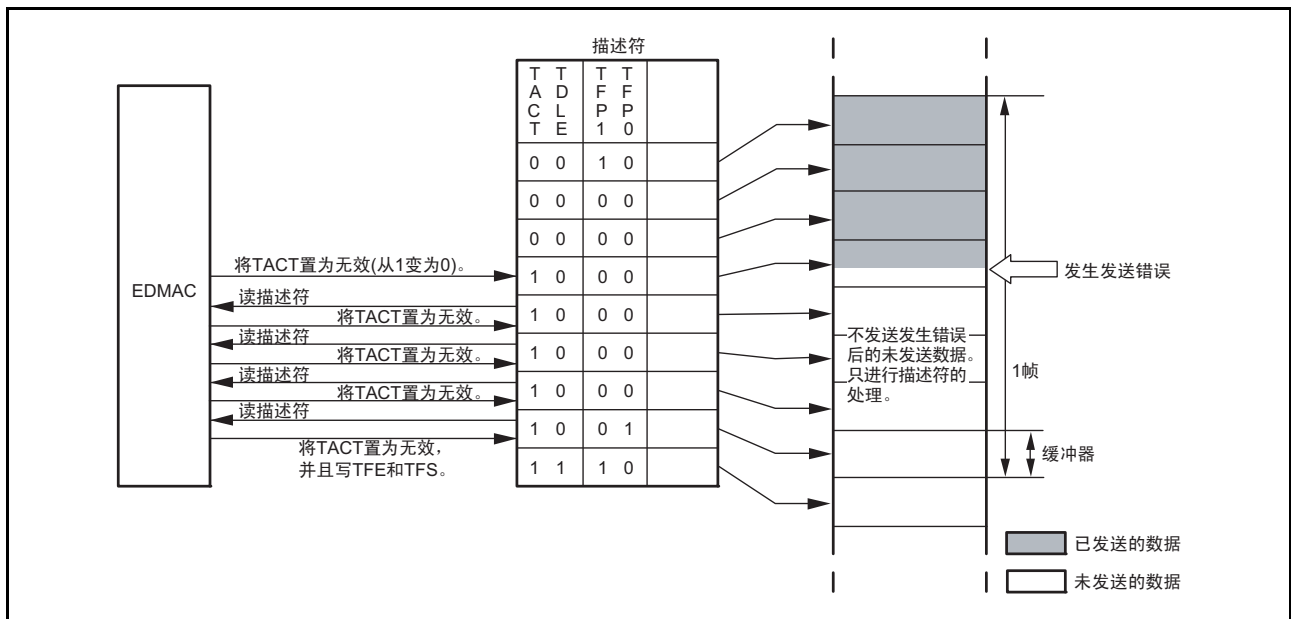 描述符
TACT TDLE TFP1 TFP0
0 0 1 0
0 0 0 0
0 0 0 0
将TACT置为无效(从1变为0)。
1 0 0 0
EDMAC
读描述符
1 0 0 0
将TACT置为无效。
读描述符
1 0 0 0
将TACT置为无效。
读描述符
1 0 0 0
将TACT置为无效。
读描述符
1 0 0 1
将TACT置为无效，
并且写TFE和TFS。
1 1 1 0
发生发送错误
不发送发生错误
后的未发送数据。
只进行描述符的
处理。
1帧
缓冲器
已发送的数据
未发送的数据